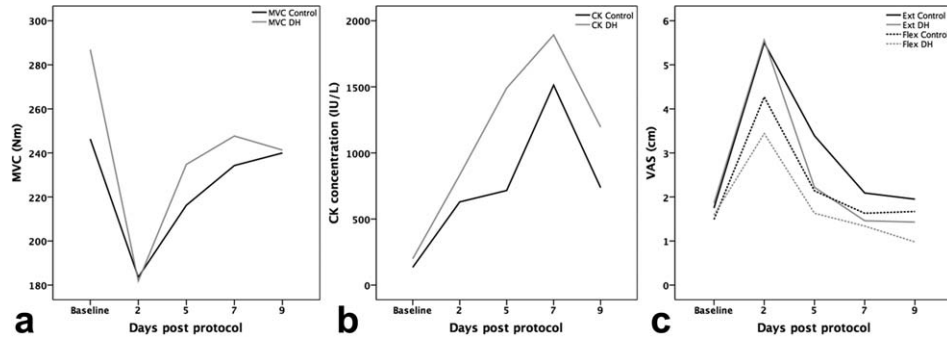 MVC Control
MVC DH
300
280
260
240
220
200
180
MVC (Nm)
Baseline 2 5 7 9
Days post protocol
a
CK Control
CK DH
2000
1500
1000
500
0
CK concentration (IU/L)
Baseline 2 5 7 9
Days post protocol
b
Ext Control
Ext DH
Flex Control
Flex DH
6
5
4
3
2
1
0
VAS (cm)
Baseline 2 5 7 9
Days post protocol
c